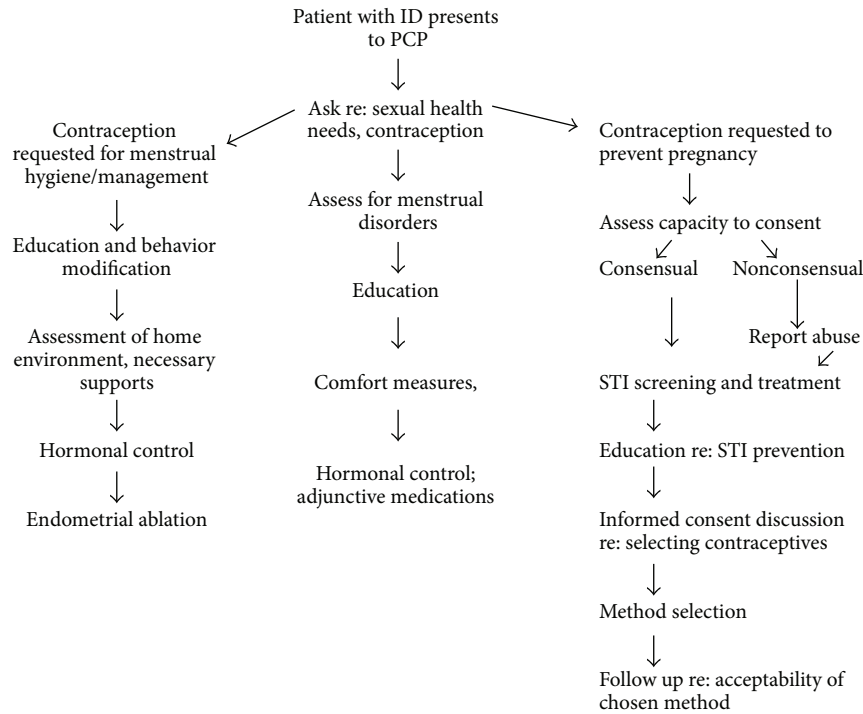 Patient with ID presents
to PCP
Ask re: sexual health
needs, contraception
Contraception
requested for menstrual
hygiene/management
Education and behavior
modification
Assessment of home
environment, necessary
supports
Hormonal control
Endometrial ablation
Assess for menstrual
disorders
Education
Comfort measures,
Hormonal control;
adjunctive medications
Contraception requested to
prevent pregnancy
Assess capacity to consent
Consensual
Nonconsensual
Report abuse
STI screening and treatment
Education re: STI prevention
Informed consent discussion
re: selecting contraceptives
Method selection
Follow up re: acceptability of
chosen method